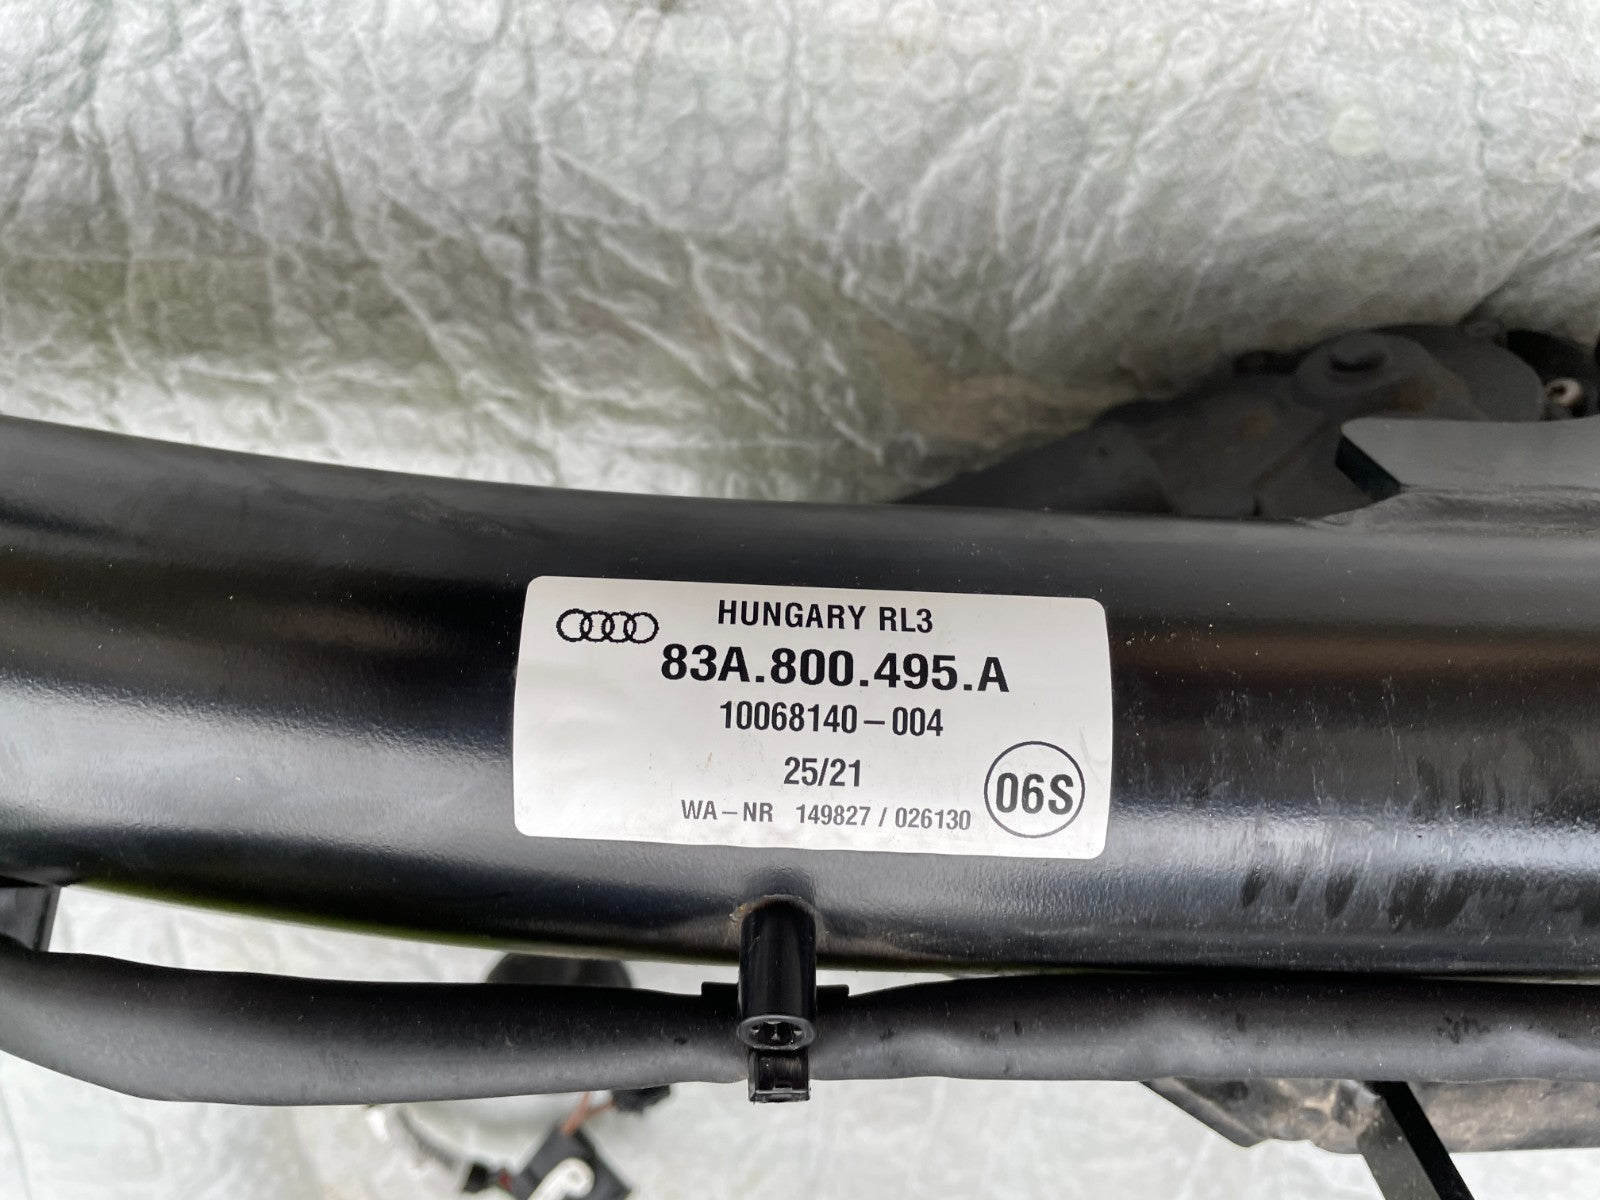 HUNGARY RL3
83A.800.495.A
10068140-004
25/21
06S
WA-NR 149827 / 026130